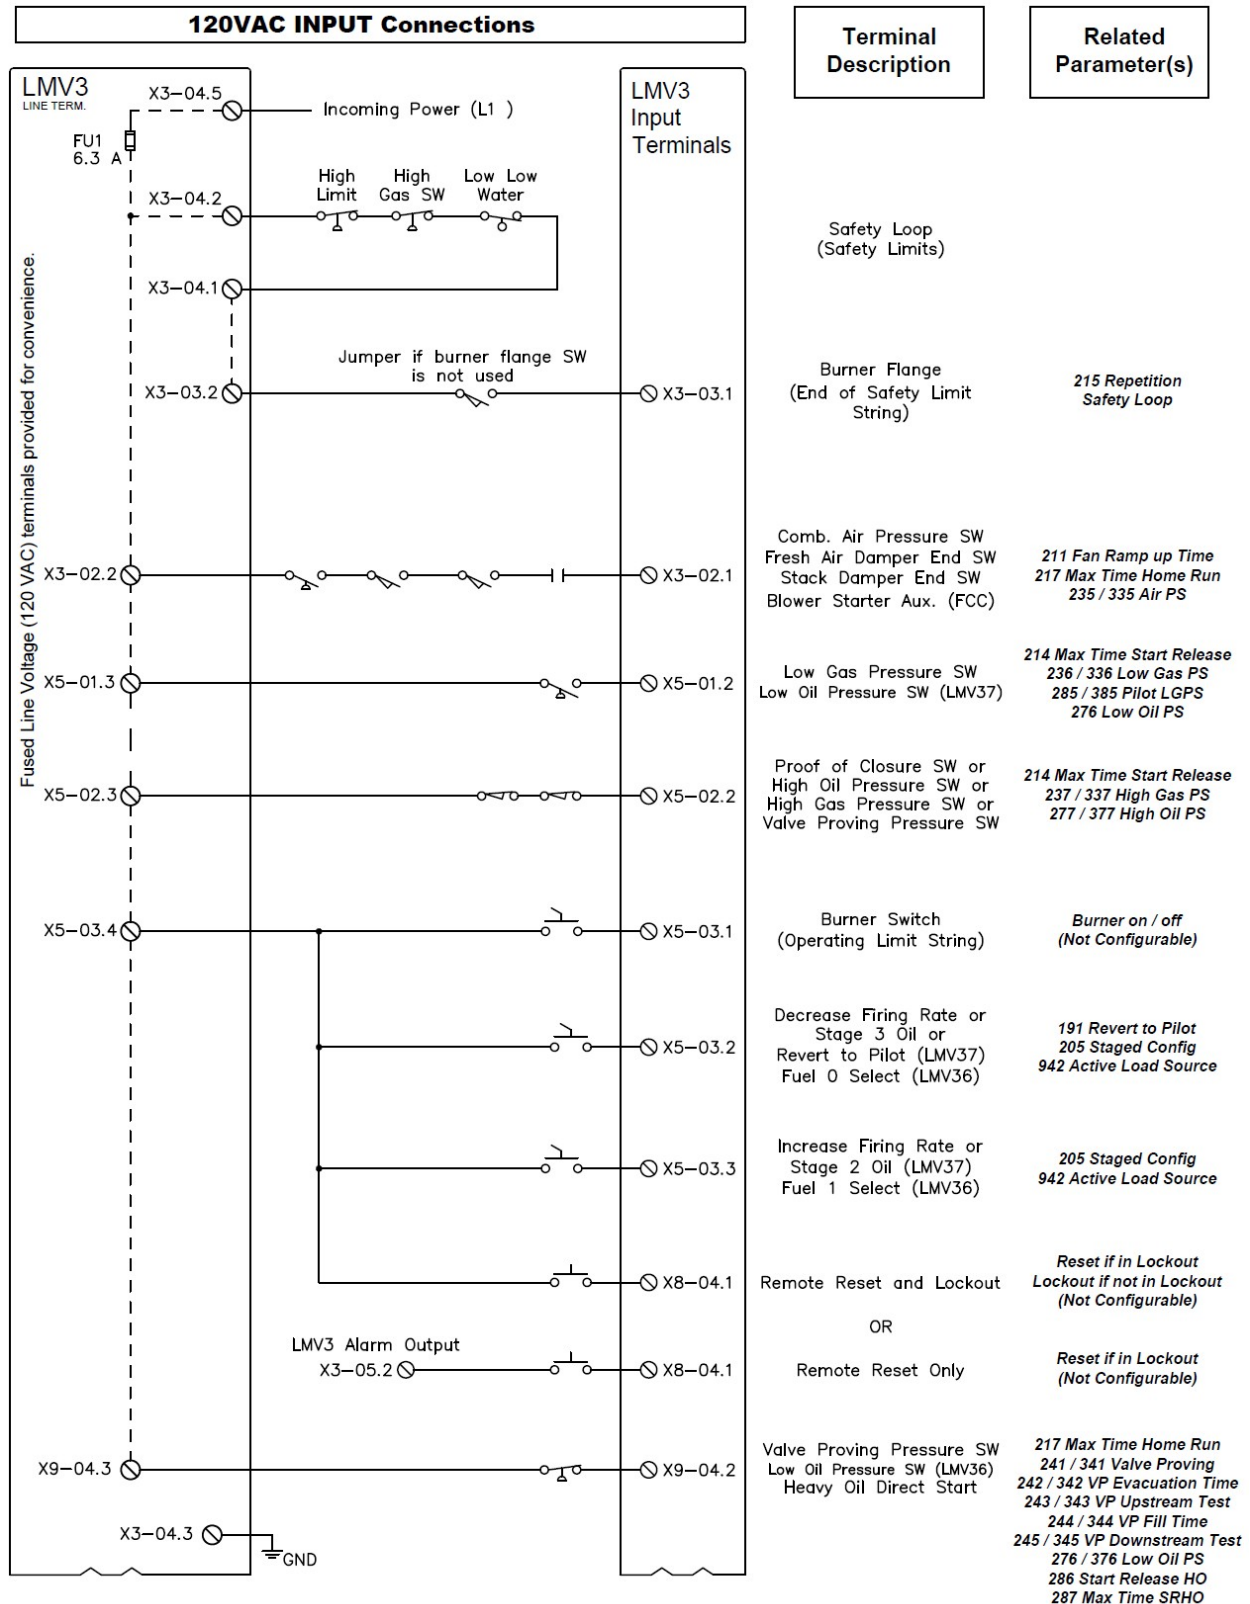 120VAC INPUT Connections
Terminal
Description
Related
Parameter(s)
LMV3
LINE TERM.
X3-04.5
Incoming Power (L1 )
LMV3
Input
Terminals
FU1
6.3 A
High
Limit
High
Gas SW
Low Low
Water
X3-04.2
Safety Loop
(Safety Limits)
X3-04.1
Fused Line Voltage (120 VAC) terminals provided for convenience.
Jumper if burner flange SW
is not used
X3-03.2
X3-03.1
Burner Flange
(End of Safety Limit
String)
215 Repetition
Safety Loop
X3-02.2
X3-02.1
Comb. Air Pressure SW
Fresh Air Damper End SW
Stack Damper End SW
Blower Starter Aux. (FCC)
211 Fan Ramp up Time
217 Max Time Home Run
235 / 335 Air PS
X5-01.3
X5-01.2
Low Gas Pressure SW
Low Oil Pressure SW (LMV37)
214 Max Time Start Release
236 / 336 Low Gas PS
285 / 385 Pilot LGPS
276 Low Oil PS
X5-02.3
X5-02.2
Proof of Closure SW or
High Oil Pressure SW or
High Gas Pressure SW or
Valve Proving Pressure SW
214 Max Time Start Release
237 / 337 High Gas PS
277 / 377 High Oil PS
X5-03.4
X5-03.1
Burner Switch
(Operating Limit String)
Burner on / off
(Not Configurable)
X5-03.2
Decrease Firing Rate or
Stage 3 Oil or
Revert to Pilot (LMV37)
Fuel 0 Select (LMV36)
191 Revert to Pilot
205 Staged Config
942 Active Load Source
X5-03.3
Increase Firing Rate or
Stage 2 Oil (LMV37)
Fuel 1 Select (LMV36)
205 Staged Config
942 Active Load Source
X8-04.1
Remote Reset and Lockout
Reset if in Lockout
Lockout if not in Lockout
(Not Configurable)
OR
LMV3 Alarm Output
X3-05.2
X8-04.1
Remote Reset Only
Reset if in Lockout
(Not Configurable)
X9-04.3
X9-04.2
Valve Proving Pressure SW
Low Oil Pressure SW (LMV36)
Heavy Oil Direct Start
217 Max Time Home Run
241 / 341 Valve Proving
242 / 342 VP Evacuation Time
243 / 343 VP Upstream Test
244 / 344 VP Fill Time
245 / 345 VP Downstream Test
276 / 376 Low Oil PS
286 Start Release HO
287 Max Time SRHO
X3-04.3
GND